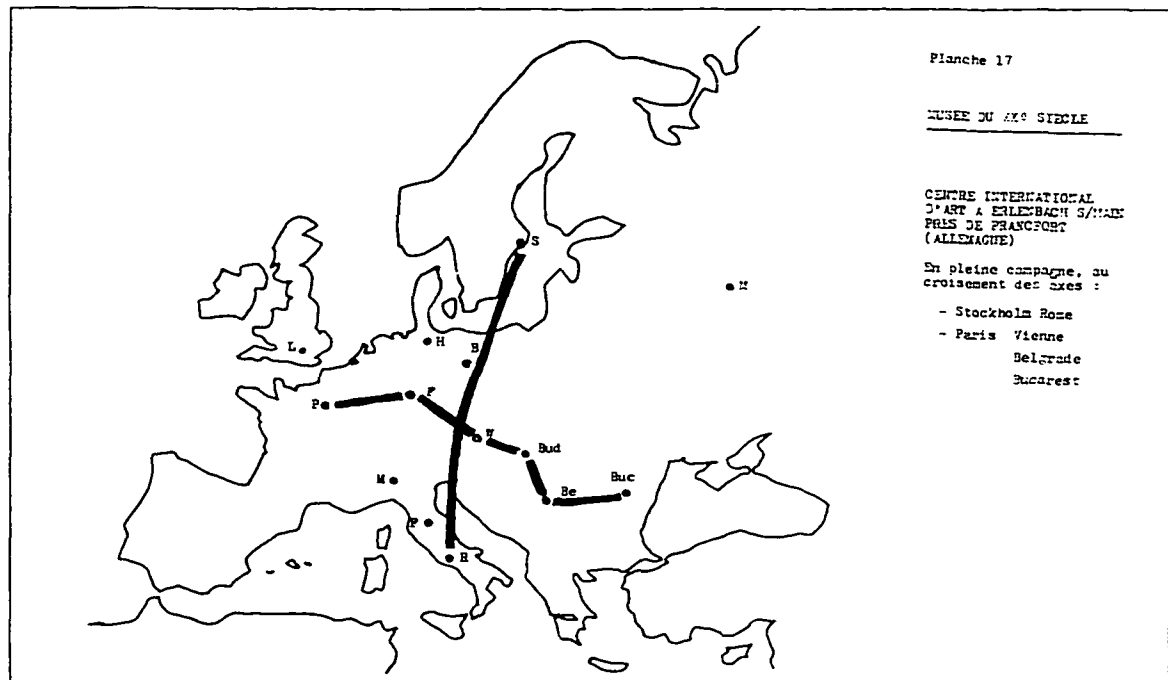 Planche 17
MUSEE DU XX° SIECLE
CENTRE INTERNATIONAL
D'ART A ERLENBACH S/MAIN
PRES DE FRANCFORT
(ALLEMAGNE)
En pleine campagne, au
croisement des axes :
- Stockholm Rome
- Paris Vienne
Belgrade
Bucarest
S
M
L
H
B
P
F
W
Bud
M
Be
Buc
F
R